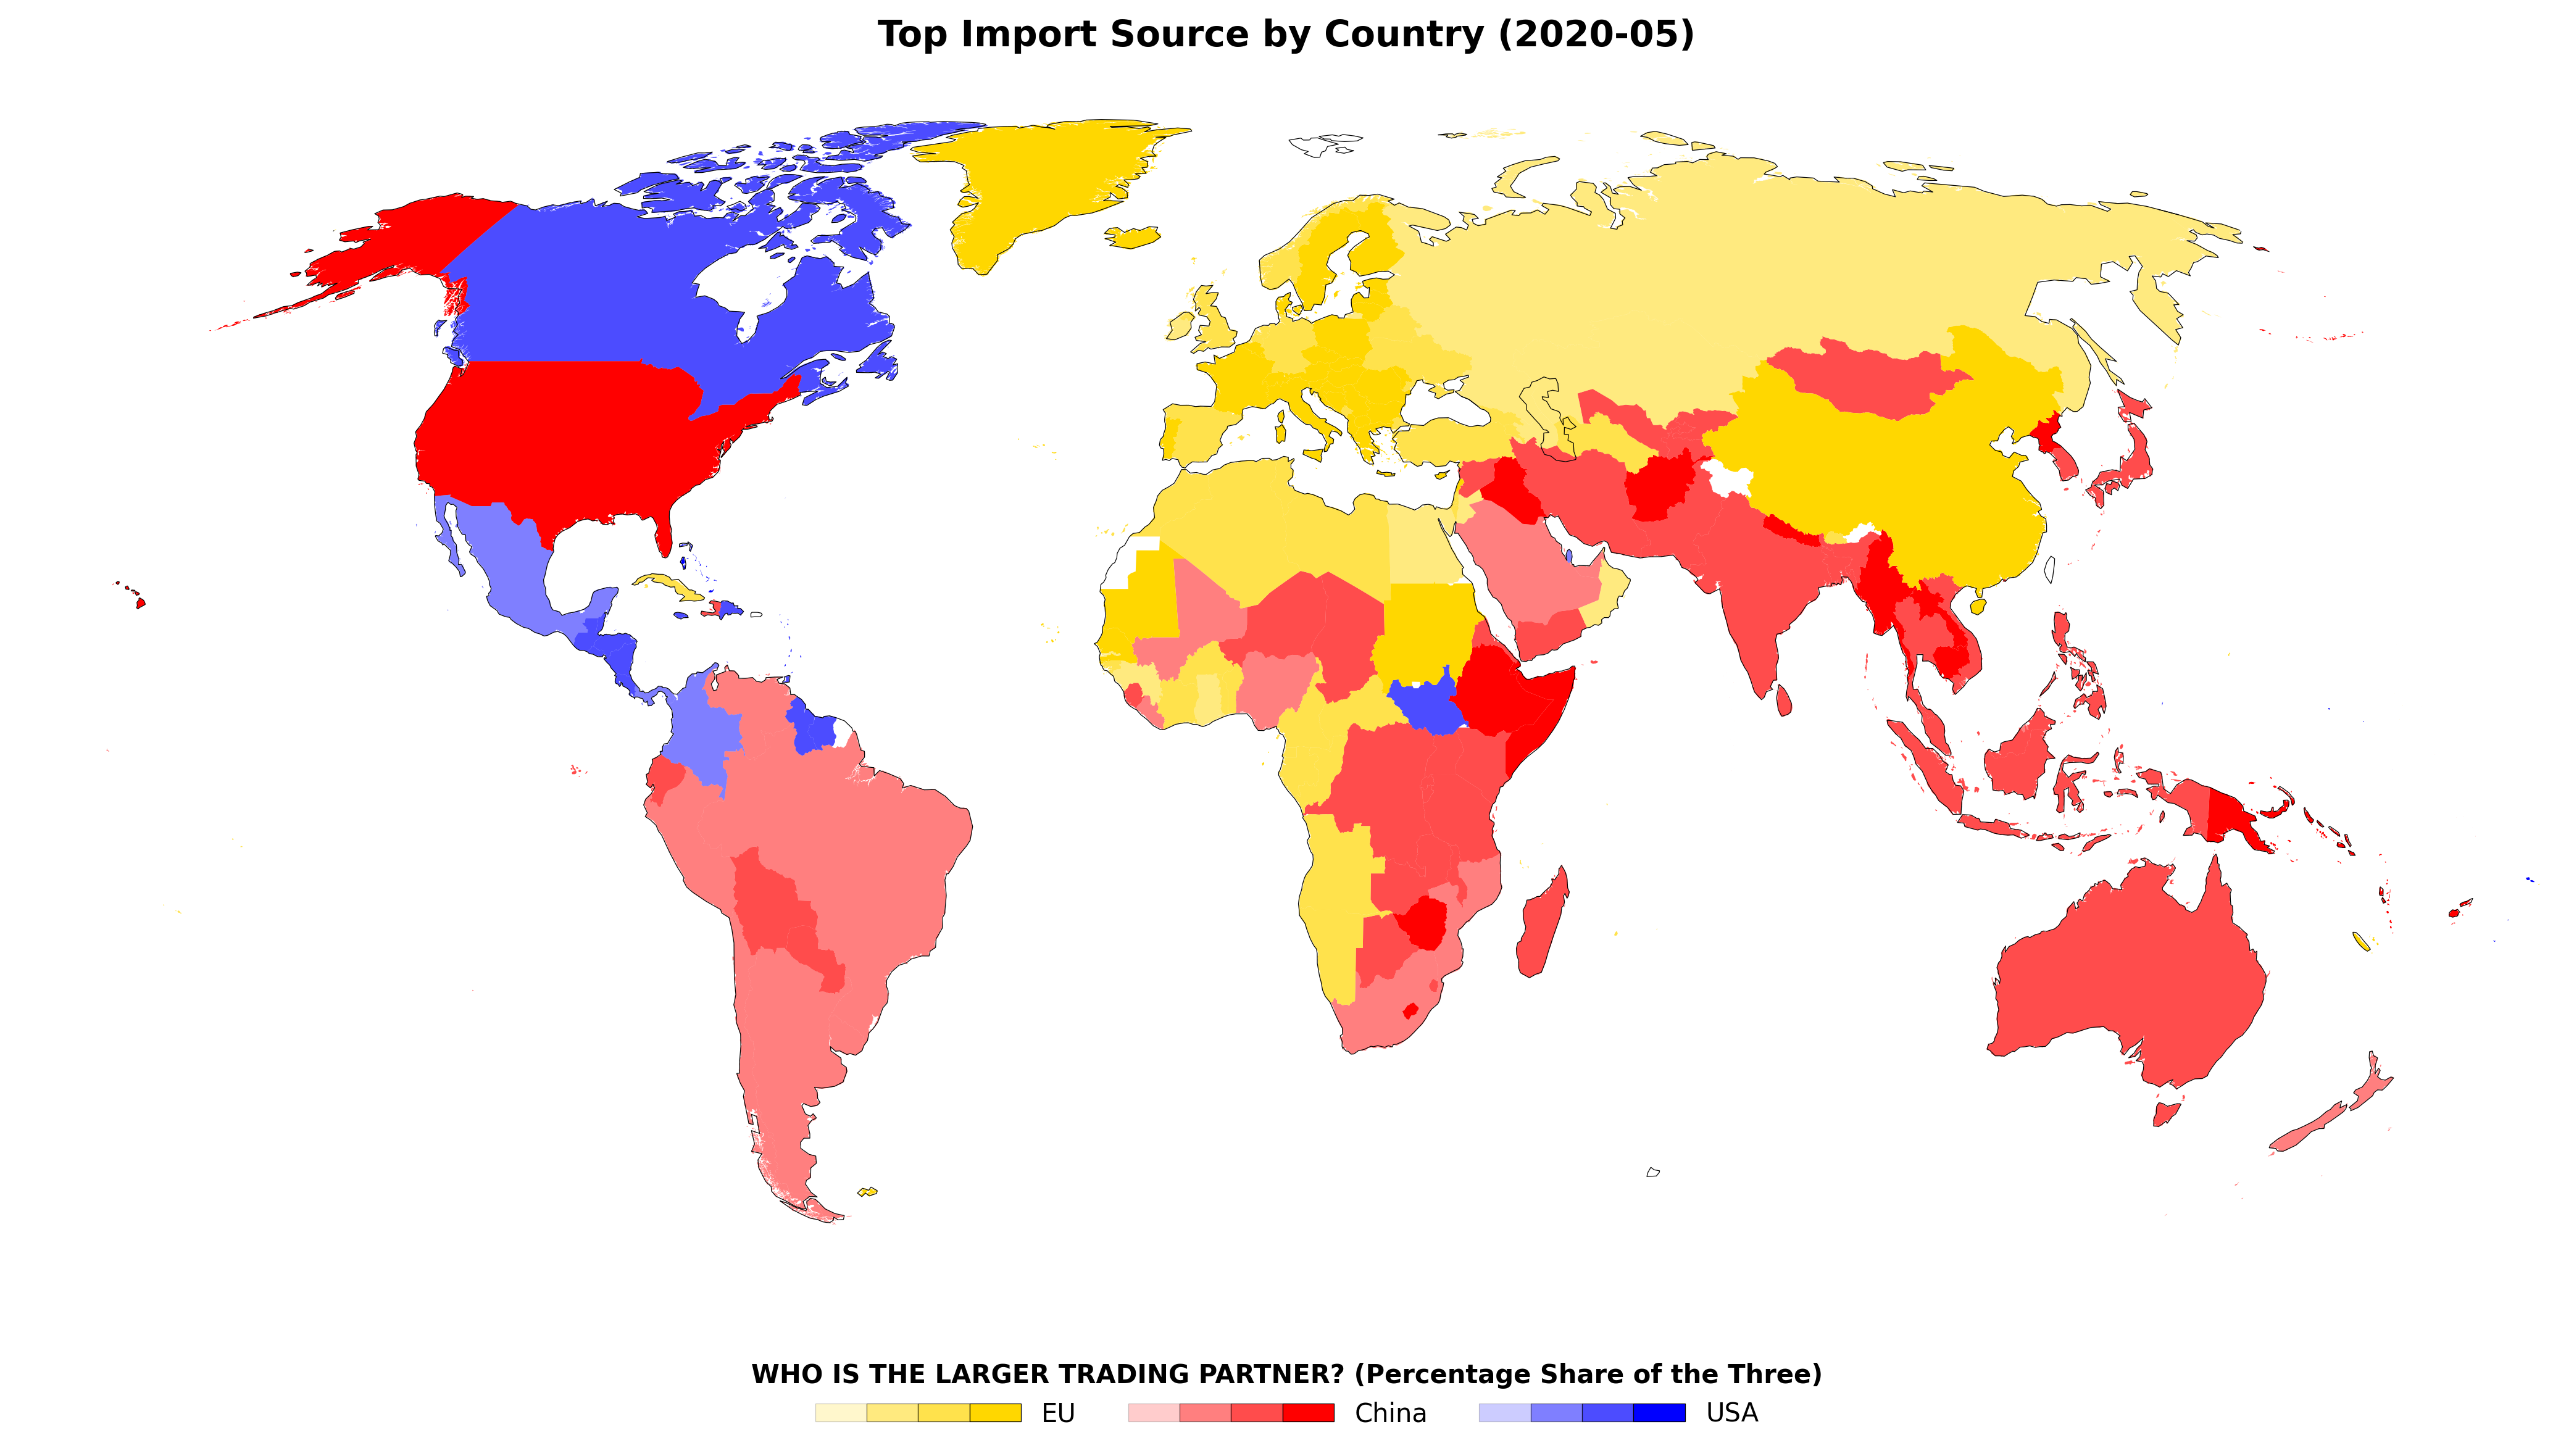 Top Import Source by Country (2020-05)
WHO IS THE LARGER TRADING PARTNER? (Percentage Share of the Three)
EU China USA